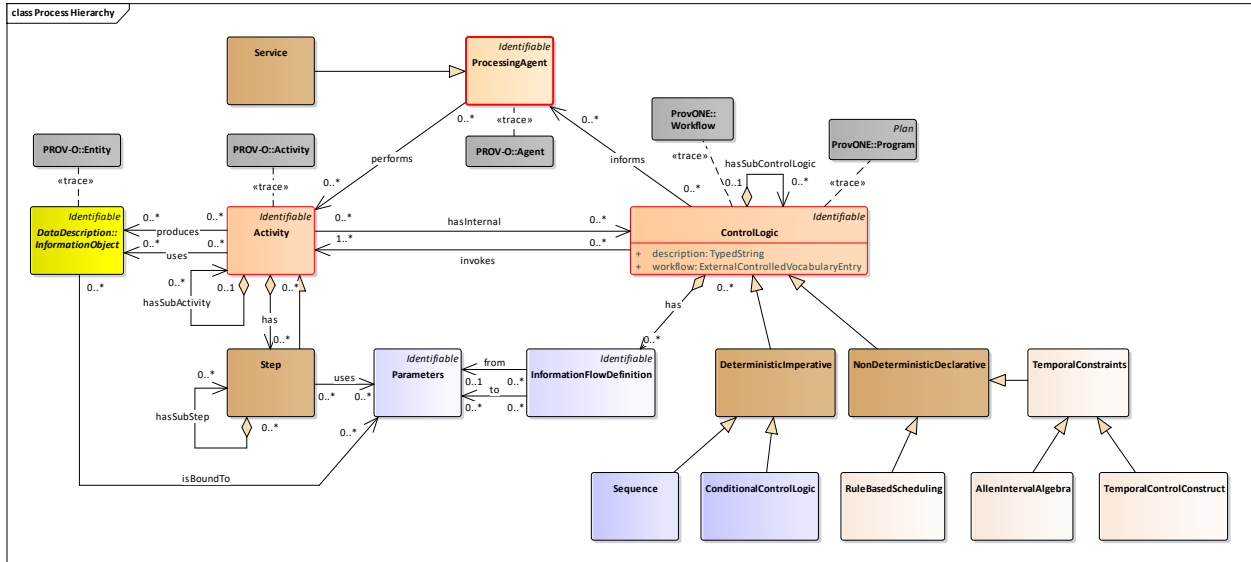 class Process Hierarchy
Service
Identifiable
ProcessingAgent
PROV-O::Entity
PROV-O::Activity
PROV-O::Agent
ProvONE::
Workflow
Plan
ProvONE::Program
«trace»
«trace»
«trace»
«trace»
«trace»
0..*
performs
0..*
0..*
informs
0..*
hasSubControlLogic
0..1
0..*
Identifiable
DataDescription::
InformationObject
0..*
produces
0..*
0..*
uses
0..*
0..*
Identifiable
Activity
0..*
hasInternal
0..*
1..*
invokes
0..*
Identifiable
ControlLogic
+ description: TypedString
+ workflow: ExternalControlledVocabularyEntry
0..*
hasSubActivity
0..1
0..*
has
0..*
has
0..*
0..*
Step
0..*
hasSubStep
0..*
uses
0..*
0..*
Identifiable
Parameters
from
0..1
0..*
to
0..*
0..*
Identifiable
InformationFlowDefinition
DeterministicImperative
NonDeterministicDeclarative
TemporalConstraints
0..*
isBoundTo
Sequence
ConditionalControlLogic
RuleBasedScheduling
AllenIntervalAlgebra
TemporalControlConstruct